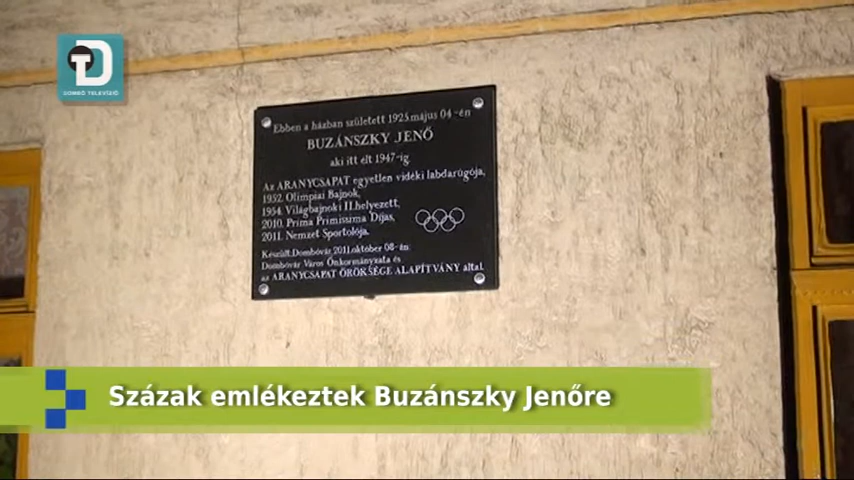 DOMBÓ TELEVÍZIÓ
Ebben a házban született 1925.május 04-én
BUZÁNSZKY JENŐ
aki itt élt 1947-ig.
Az ARANYCSAPAT egyetlen vidéki labdarúgója,
1952. Olimpiai Bajnok,
1954. Világbajnoki II.helyezett,
2010. Prima Primissima Díjas,
2011. Nemzet Sportolója.
Készült:Dombóvár.2011.október 08-án
Dombóvár Város Önkormányzata és
az ARANYCSAPAT ÖRÖKSÉGE ALAPÍTVÁNY által.
Százak emlékeztek Buzánszky Jenőre